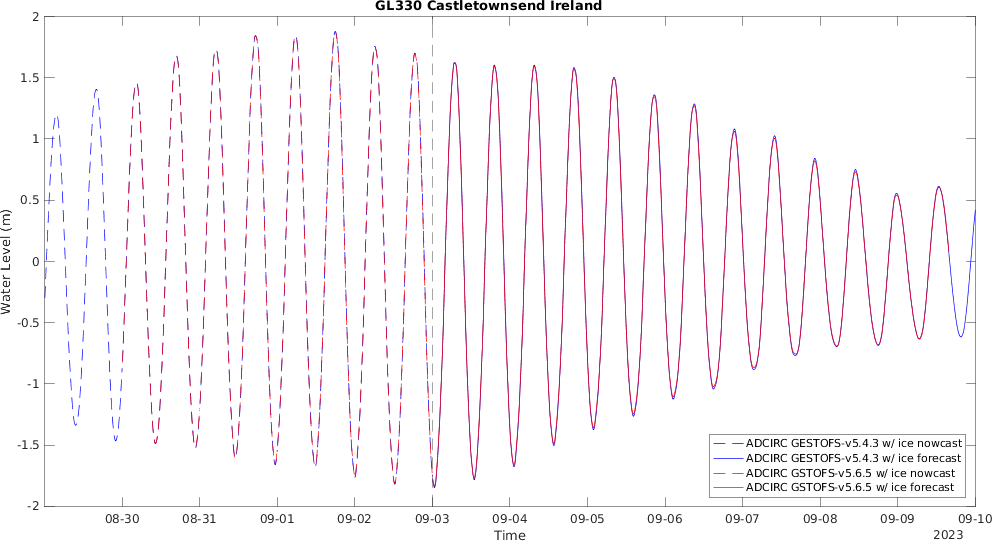 GL330 Castletownsend Ireland
2
1.5
1
0.5
0
-0.5
-1
-1.5
-2
Water Level (m)
ADCIRC GESTOFS-v5.4.3 w/ ice nowcast
ADCIRC GESTOFS-v5.4.3 w/ ice forecast
ADCIRC GSTOFS-v5.6.5 w/ ice nowcast
ADCIRC GSTOFS-v5.6.5 w/ ice forecast
08-30 08-31 09-01 09-02 09-03 09-04 09-05 09-06 09-07 09-08 09-09 09-10
Time 2023